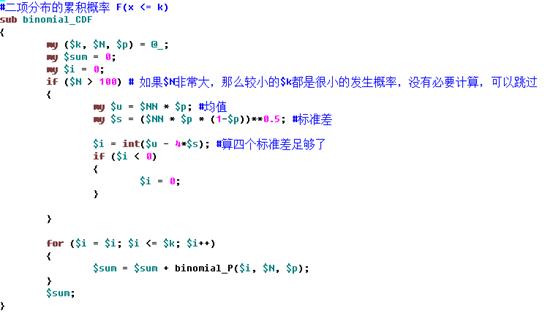 #二项分布的累积概率 F(x <= k)
sub binomial_CDF
{
my ($k, $N, $p) = @_;
my $sum = 0;
my $i = 0;
if ($N > 100) # 如果$N非常大，那么较小的$k都是很小的发生概率，没有必要计算，可以跳过
{
my $u = $NN * $p; #均值
my $s = ($NN * $p * (1-$p))**0.5; #标准差
$i = int($u - 4*$s); #算四个标准差足够了
if ($i < 0)
{
$i = 0;
}
}
for ($i = $i; $i <= $k; $i++)
{
$sum = $sum + binomial_P($i, $N, $p);
}
$sum;
}